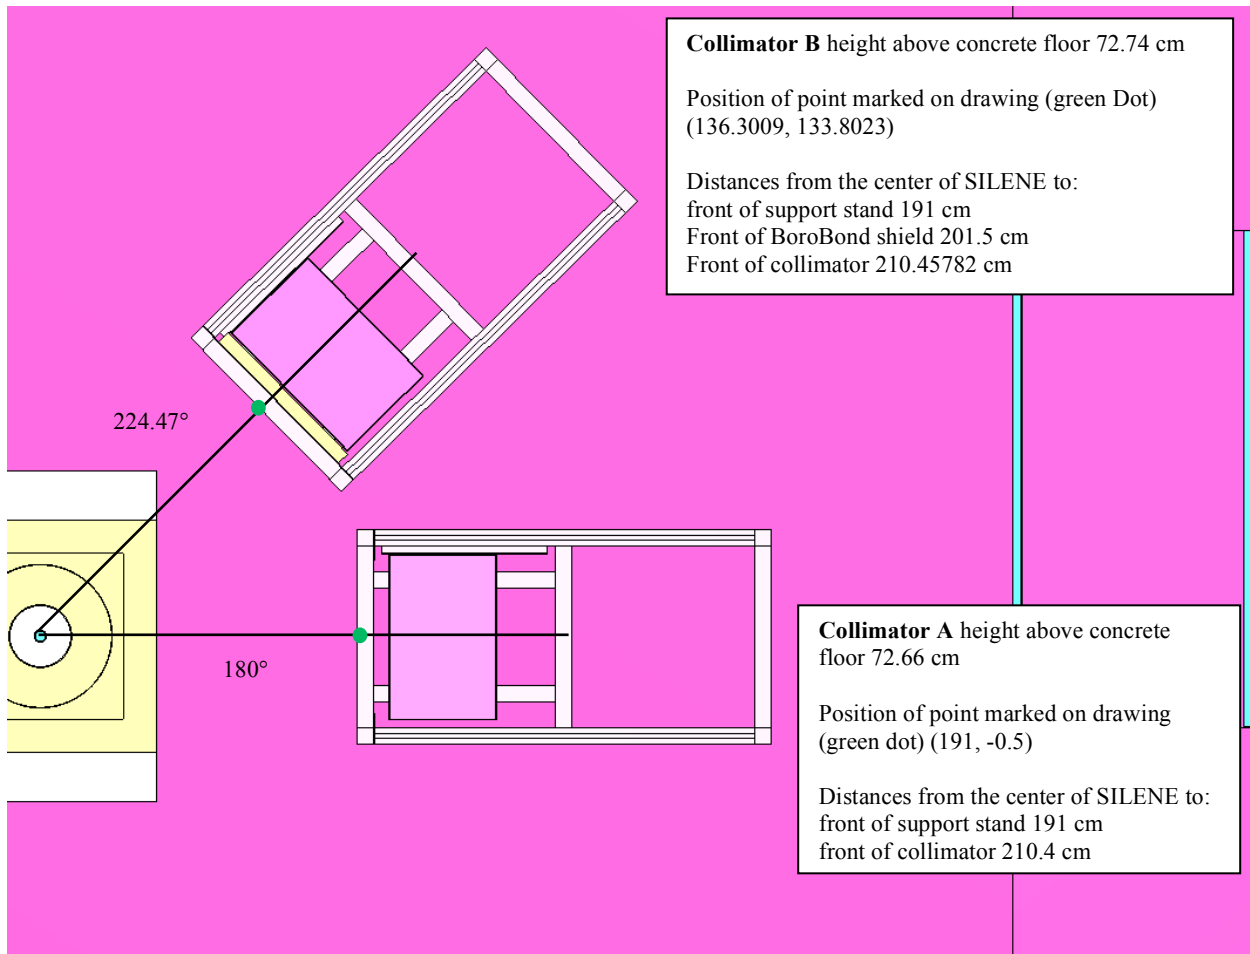 Collimator B height above concrete floor 72.74 cm
Position of point marked on drawing (green Dot)
(136.3009, 133.8023)
Distances from the center of SILENE to:
front of support stand 191 cm
Front of BoroBond shield 201.5 cm
Front of collimator 210.45782 cm
224.47°
180°
Collimator A height above concrete
floor 72.66 cm
Position of point marked on drawing
(green dot) (191, -0.5)
Distances from the center of SILENE to:
front of support stand 191 cm
front of collimator 210.4 cm